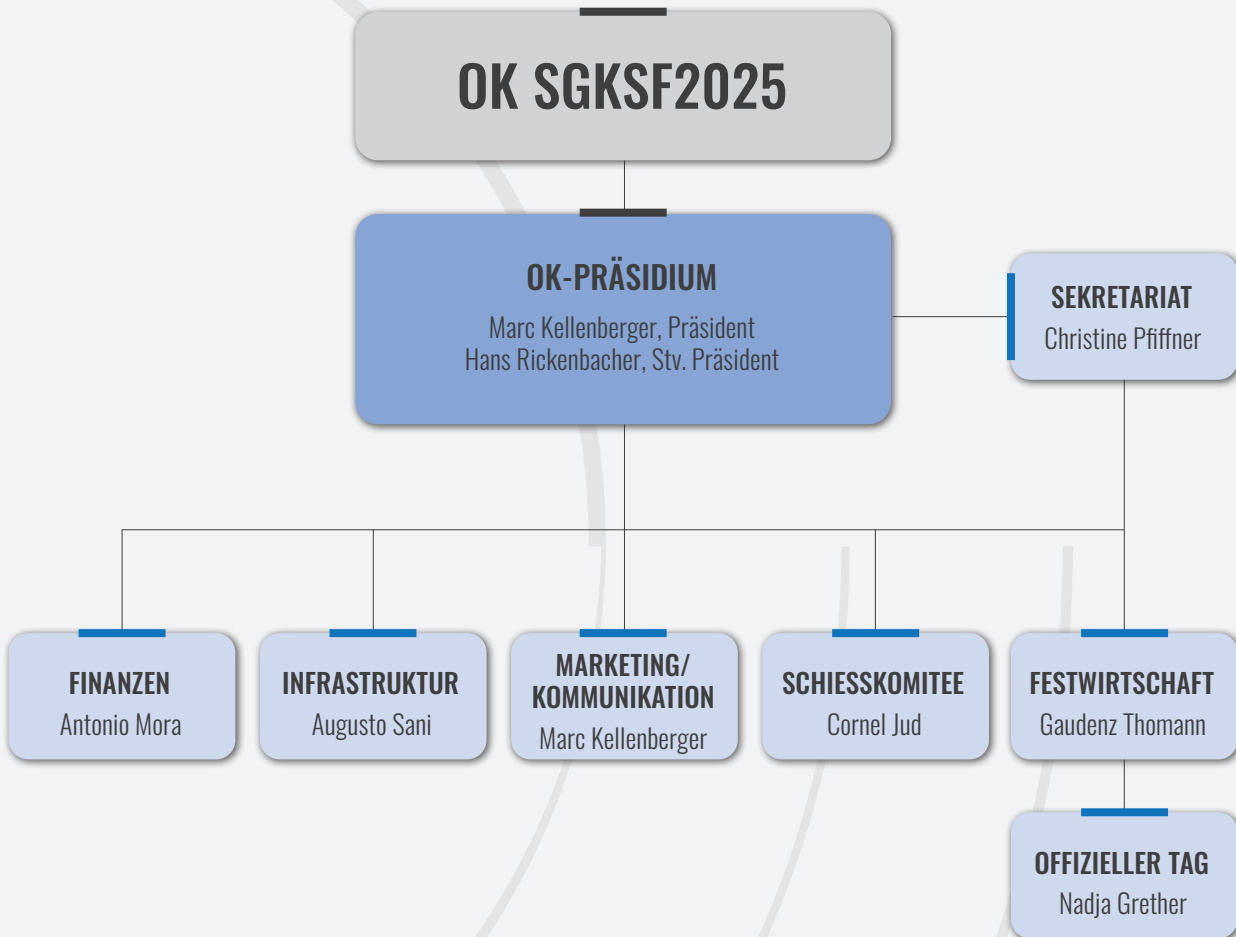 OK SGKSF2025
OK-PRÄSIDIUM
Marc Kellenberger, Präsident
Hans Rickenbacher, Stv. Präsident
SEKRETARIAT
Christine Pfiffner
FINANZEN
Antonio Mora
INFRASTRUKTUR
Augusto Sani
MARKETING/
KOMMUNIKATION
Marc Kellenberger
SCHIESSKOMITEE
Cornel Jud
FESTWIRTSCHAFT
Gaudenz Thomann
OFFIZIELLER TAG
Nadja Grether